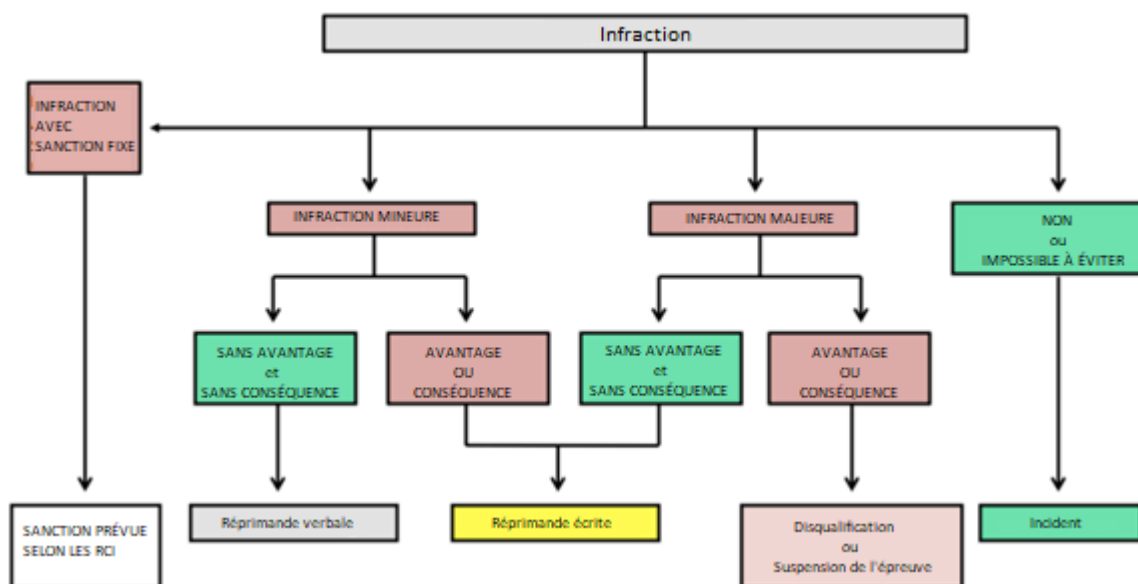 Infraction
INFRACTION
AVEC
SANCTION FIXE
INFRACTION MINEURE
INFRACTION MAJEURE
NON
ou
IMPOSSIBLE À ÉVITER
SANS AVANTAGE
et
SANS CONSÉQUENCE
AVANTAGE
OU
CONSÉQUENCE
SANS AVANTAGE
et
SANS CONSÉQUENCE
AVANTAGE
OU
CONSÉQUENCE
SANCTION PRÉVUE
SELON LES RCI
Réprimande verbale
Réprimande écrite
Disqualification
ou
Suspension de l'épreuve
Incident